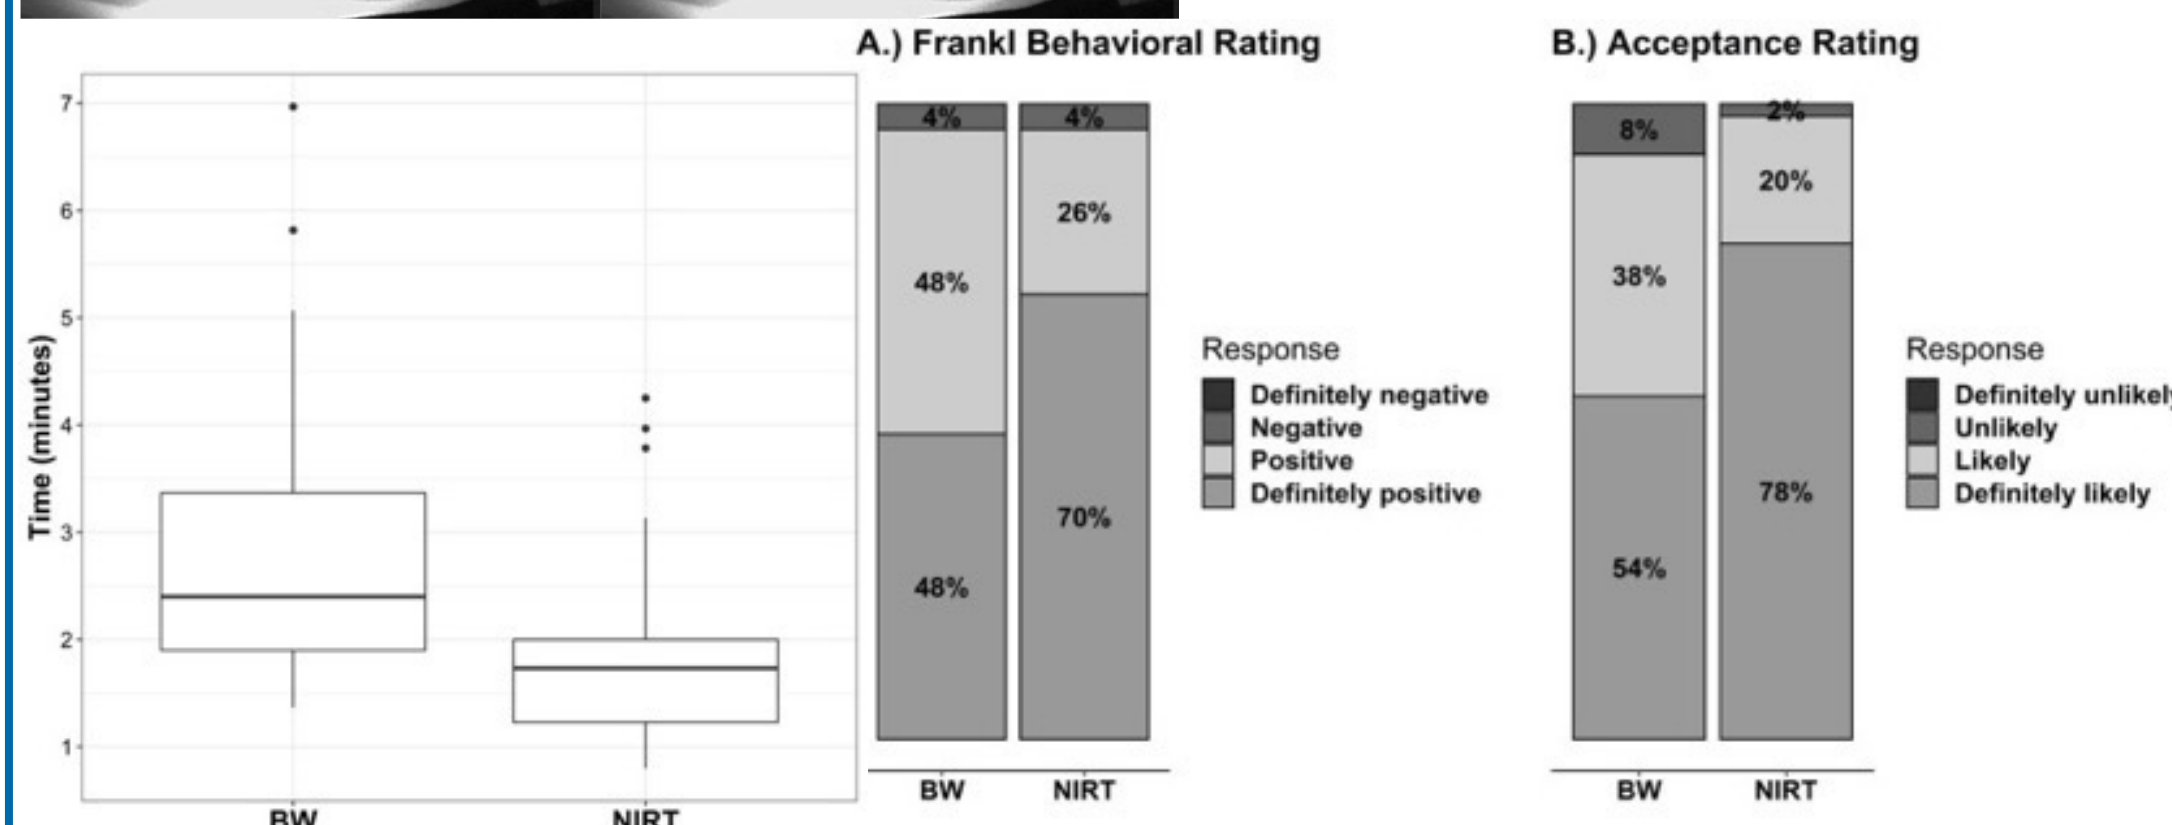 A.) Frankl Behavioral Rating
B.) Acceptance Rating
Time (minutes)
7
6
5
4
3
2
1
BW
NIRT
4%
48%
48%
4%
26%
70%
BW
NIRT
Response
Definitely negative
Negative
Positive
Definitely positive
8%
38%
54%
2%
20%
78%
BW
NIRT
Response
Definitely unlikely
Unlikely
Likely
Definitely likely